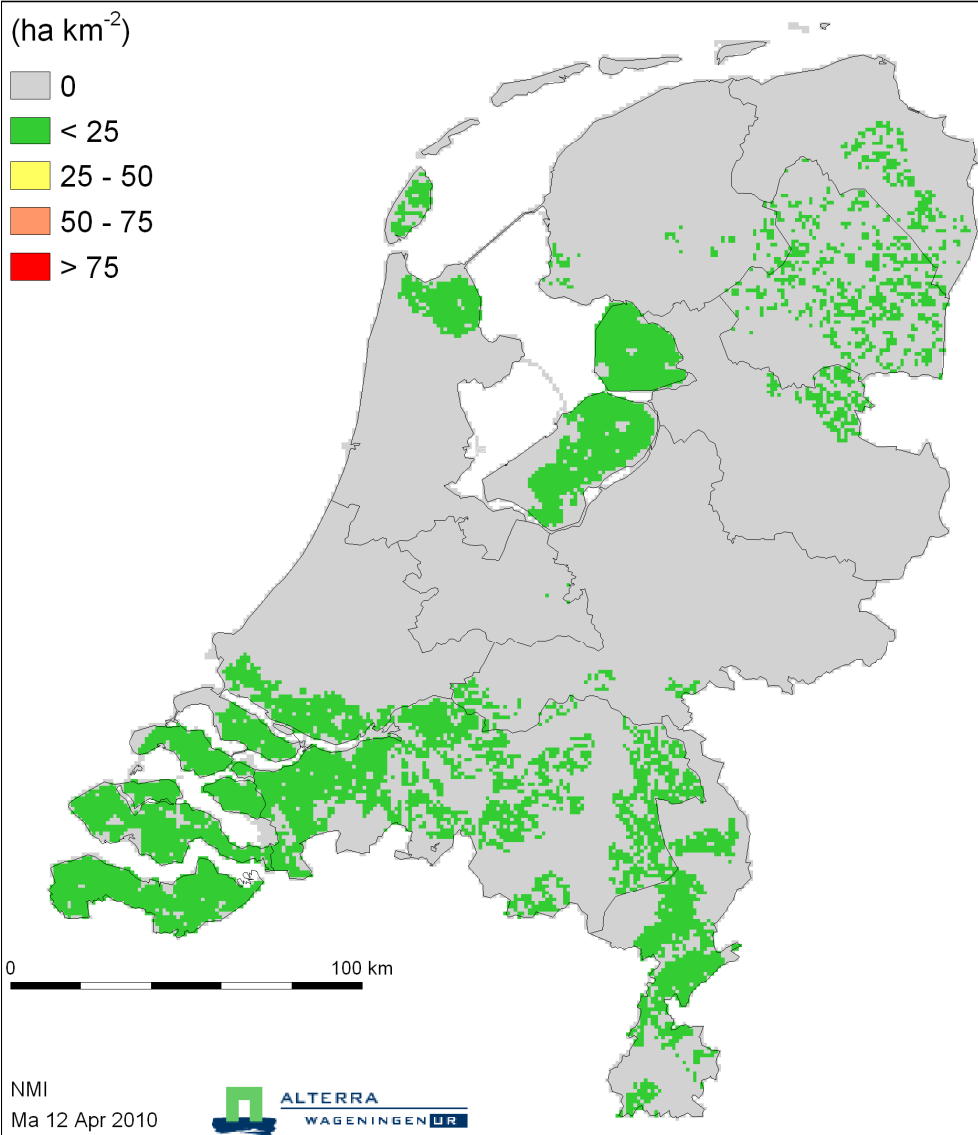 (ha km-2)
0
< 25
25 - 50
50 - 75
> 75
0 100 km
NMI
Ma 12 Apr 2010
ALTERRA
WAGENINGEN UR